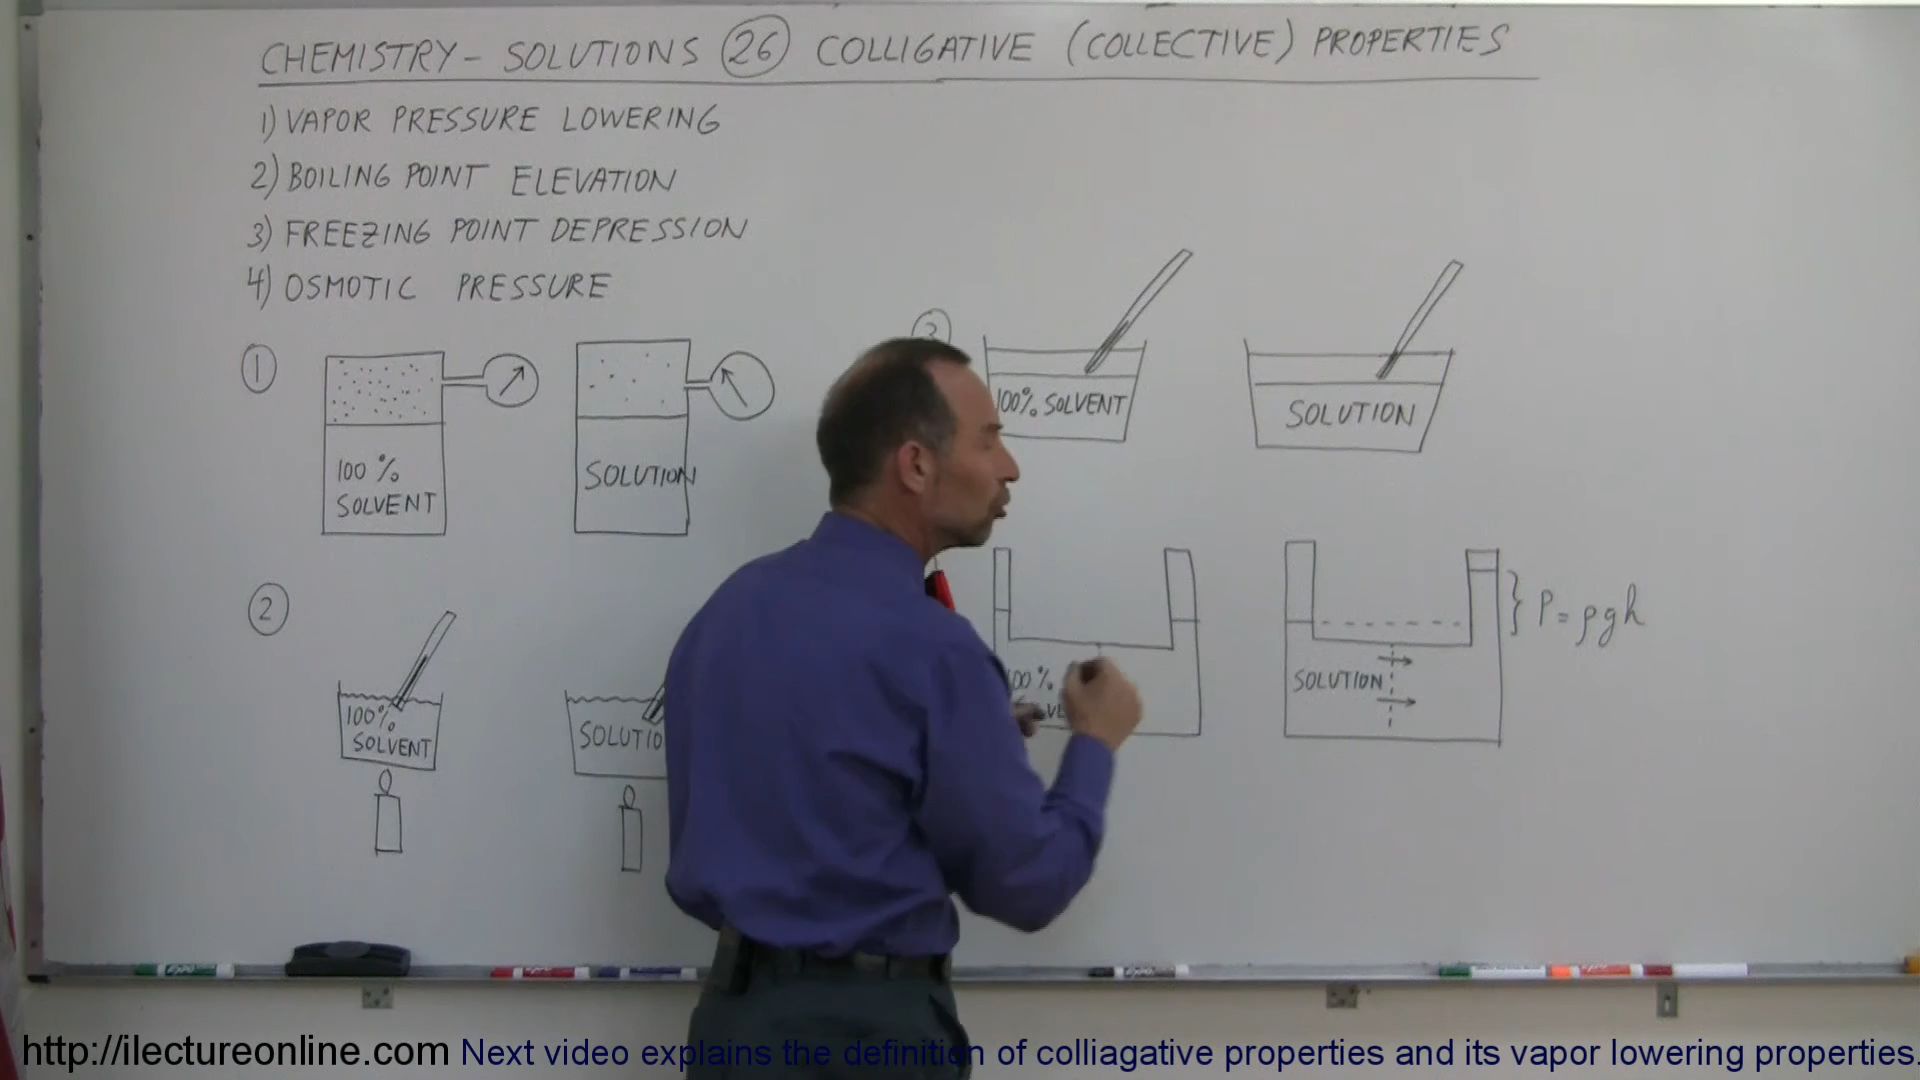 CHEMISTRY - SOLUTIONS 26 COLLIGATIVE (COLLECTIVE) PROPERTIES
1) VAPOR PRESSURE LOWERING
2) BOILING POINT ELEVATION
3) FREEZING POINT DEPRESSION
4) OSMOTIC PRESSURE
1
100 %
SOLVENT
SOLUTION
3
100% SOLVENT
SOLUTION
2
100%
SOLVENT
SOLUTIO
100 %
SOLUTION
P = ρgh
http://ilectureonline.com Next video explains the definition of colliagative properties and its vapor lowering properties.